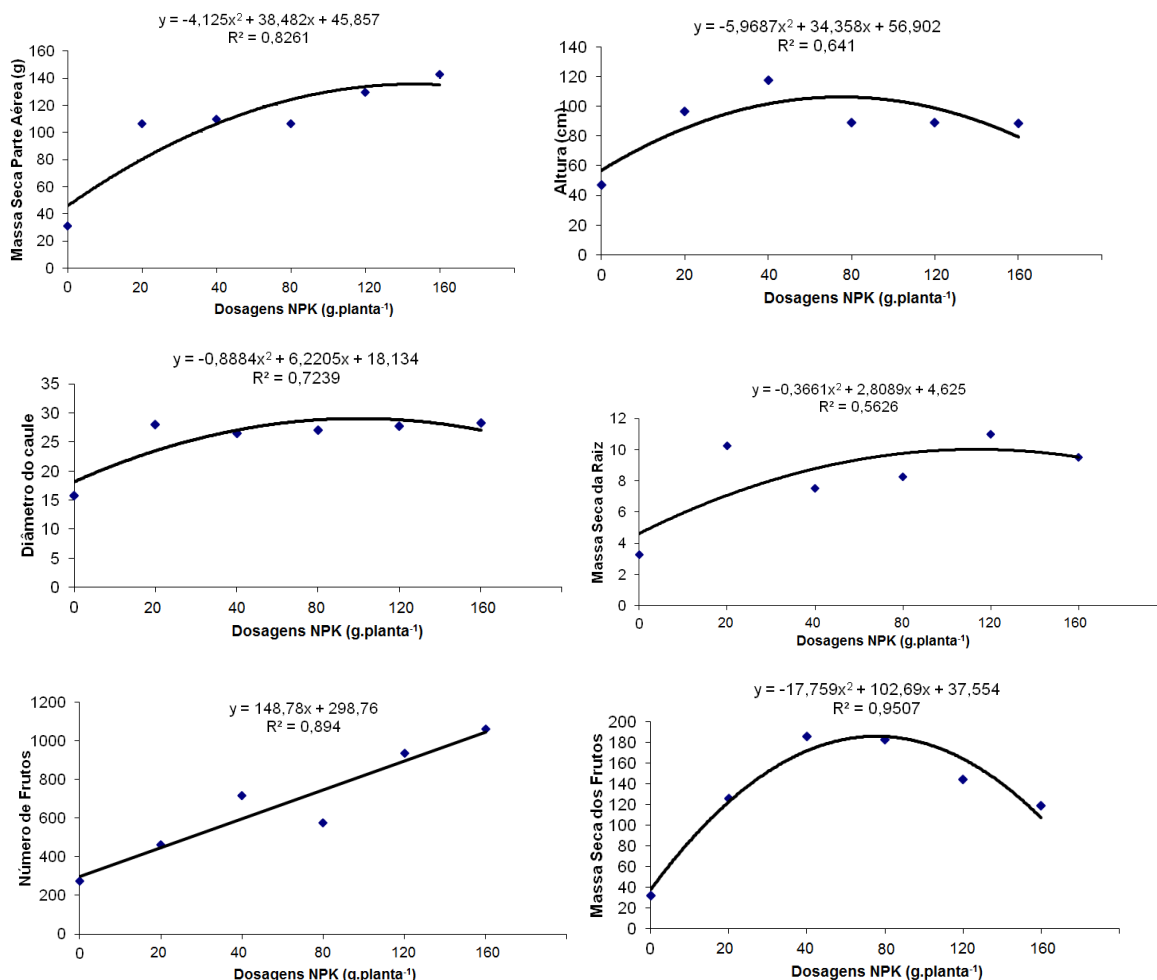 y = -4,125x² + 38,482x + 45,857
R² = 0,8261
Massa Seca Parte Aérea (g)
160
140
120
100
80
60
40
20
0
0 20 40 80 120 160
Dosagens NPK (g.planta⁻¹)
y = -5,9687x² + 34,358x + 56,902
R² = 0,641
Altura (cm)
140
120
100
80
60
40
20
0
0 20 40 80 120 160
Dosagens NPK (g.planta⁻¹)
y = -0,8884x² + 6,2205x + 18,134
R² = 0,7239
Diâmetro do caule
35
30
25
20
15
10
5
0
0 20 40 80 120 160
Dosagens NPK (g.planta⁻¹)
y = -0,3661x² + 2,8089x + 4,625
R² = 0,5626
Massa Seca da Raiz
12
10
8
6
4
2
0
0 20 40 80 120 160
Dosagens NPK (g.planta⁻¹)
y = 148,78x + 298,76
R² = 0,894
Número de Frutos
1200
1000
800
600
400
200
0
0 20 40 80 120 160
Dosagens NPK (g.planta⁻¹)
y = -17,759x² + 102,69x + 37,554
R² = 0,9507
Massa Seca dos Frutos
200
180
160
140
120
100
80
60
40
20
0
0 20 40 80 120 160
Dosagens NPK (g.planta⁻¹)